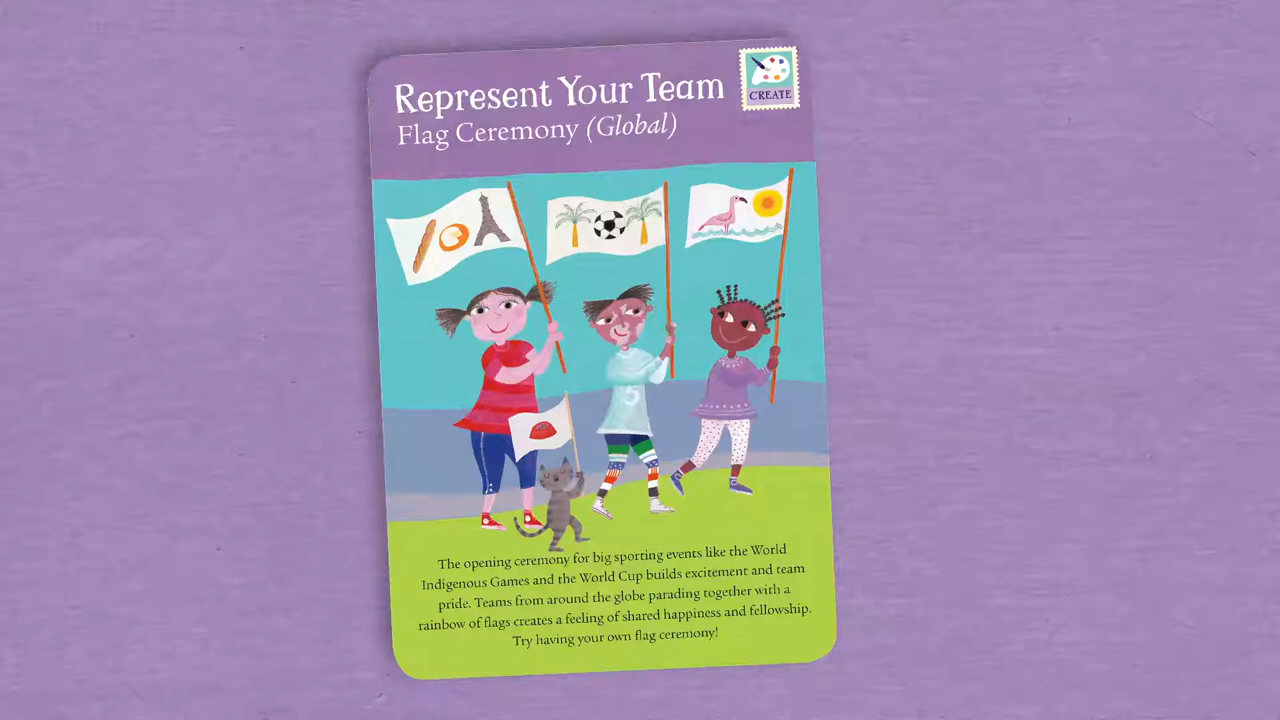 Represent Your Team
Flag Ceremony (Global)
CREATE
5
The opening ceremony for big sporting events like the World
Indigenous Games and the World Cup builds excitement and team
pride. Teams from around the globe parading together with a
rainbow of flags creates a feeling of shared happiness and fellowship.
Try having your own flag ceremony!